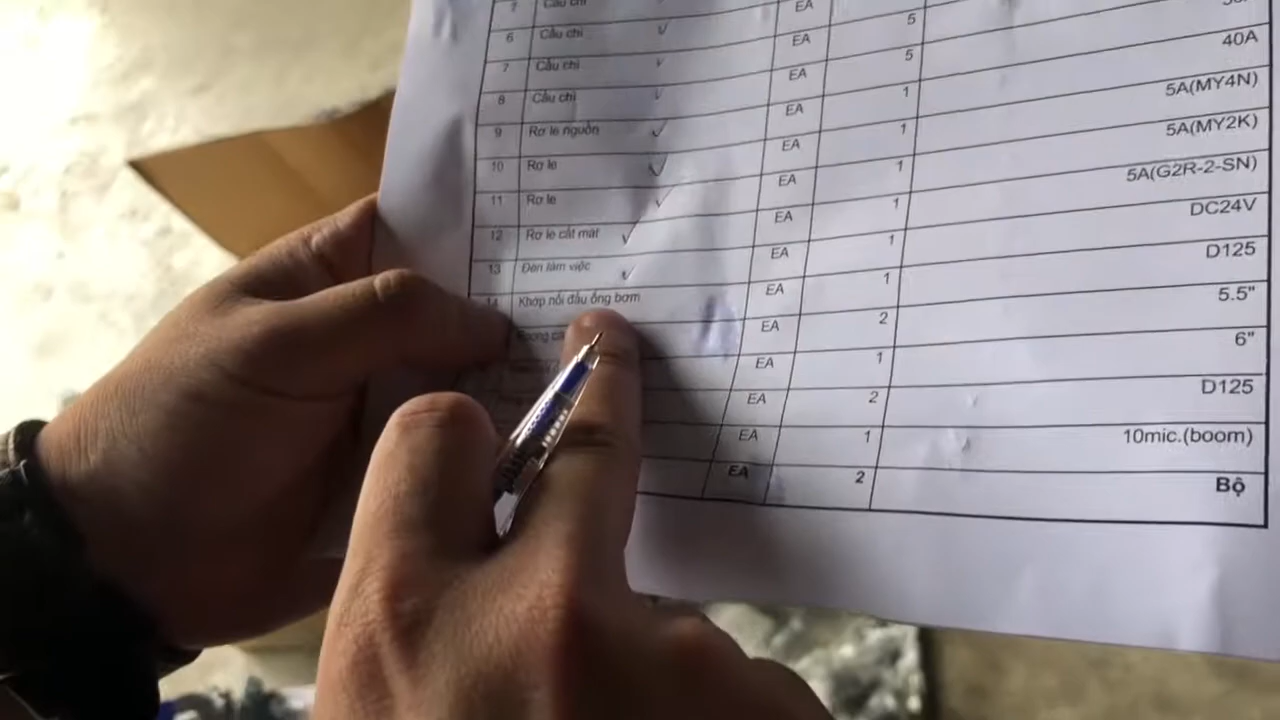 Cầu chì EA
6 Cầu chì EA 5
7 Cầu chì EA 5 40A
8 Cầu chì EA 1 5A(MY4N)
9 Rơ le nguồn EA 1 5A(MY2K)
10 Rơ le EA 1 5A(G2R-2-SN)
11 Rơ le EA 1 DC24V
12 Rơ le cắt mát EA 1 D125
13 Đèn làm việc EA 1 5.5"
14 Khớp nối đầu ống bơm EA 2 6"
EA 1 D125
EA 2 10mic.(boom)
EA 1 Bộ
EA 2